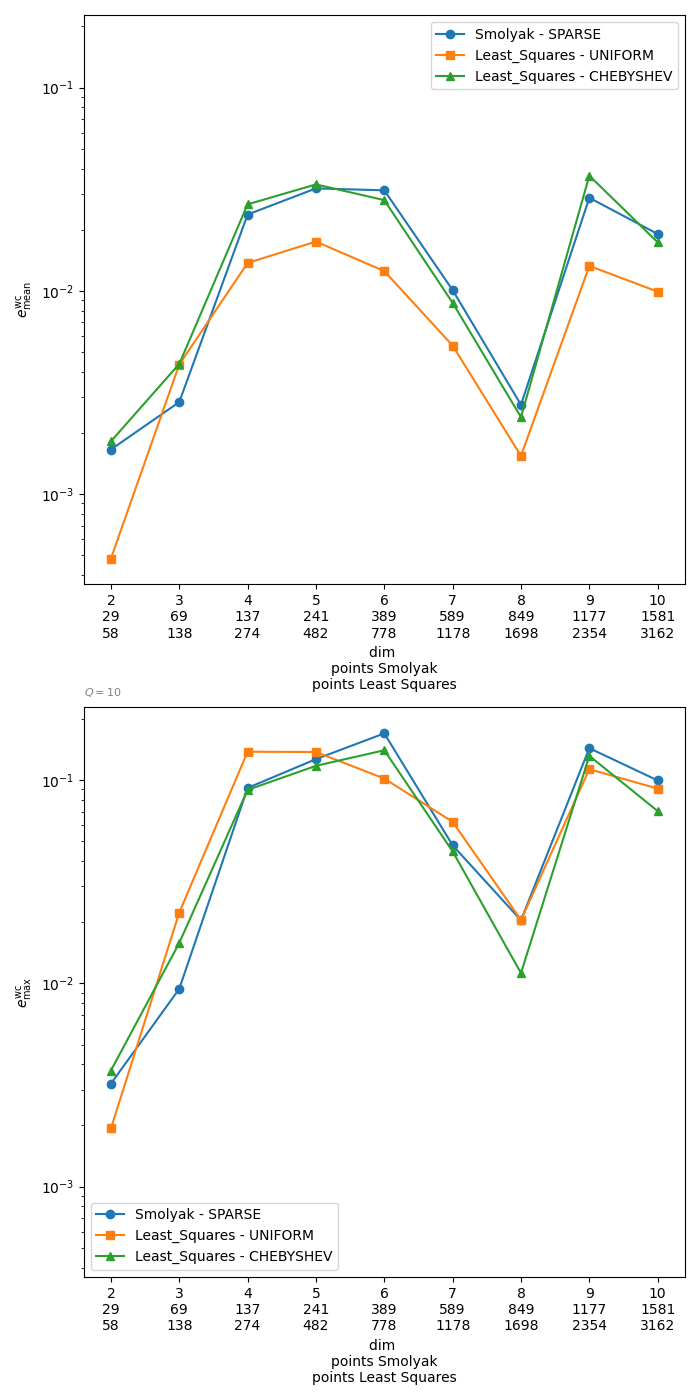 Smolyak - SPARSE
Least_Squares - UNIFORM
Least_Squares - CHEBYSHEV
10⁻¹
10⁻²
10⁻³
e^wc_mean
2 3 4 5 6 7 8 9 10
29 69 137 241 389 589 849 1177 1581
58 138 274 482 778 1178 1698 2354 3162
dim
points Smolyak
points Least Squares
Q = 10
10⁻¹
10⁻²
10⁻³
e^wc_max
Smolyak - SPARSE
Least_Squares - UNIFORM
Least_Squares - CHEBYSHEV
2 3 4 5 6 7 8 9 10
29 69 137 241 389 589 849 1177 1581
58 138 274 482 778 1178 1698 2354 3162
dim
points Smolyak
points Least Squares